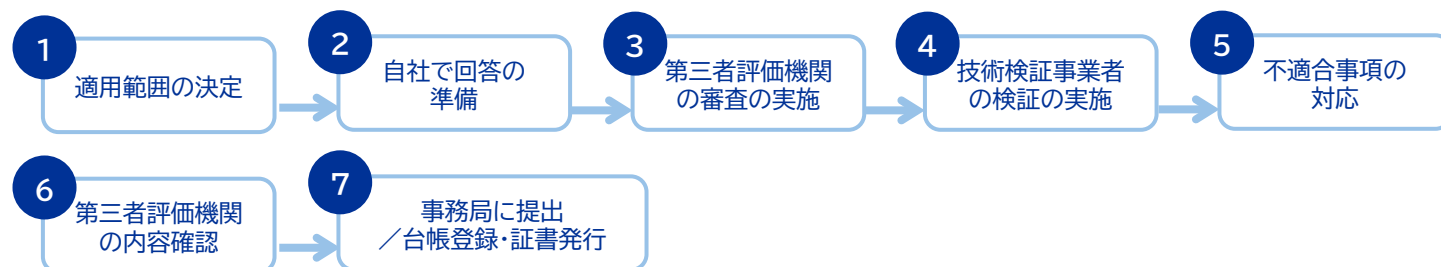 1
適用範囲の決定
2
自社で回答の
準備
3
第三者評価機関
の審査の実施
4
技術検証事業者
の検証の実施
5
不適合事項の
対応
6
第三者評価機関
の内容確認
7
事務局に提出
／台帳登録・証書発行